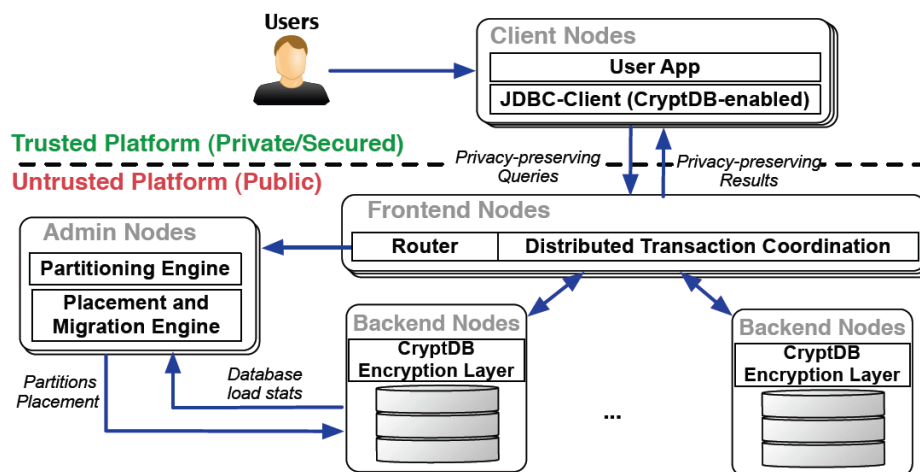 Users
Client Nodes
User App
JDBC-Client (CryptDB-enabled)
Trusted Platform (Private/Secured)
Untrusted Platform (Public)
Privacy-preserving
Queries
Privacy-preserving
Results
Frontend Nodes
Router
Distributed Transaction Coordination
Admin Nodes
Partitioning Engine
Placement and
Migration Engine
Partitions
Placement
Database
load stats
Backend Nodes
CryptDB
Encryption Layer
...
Backend Nodes
CryptDB
Encryption Layer